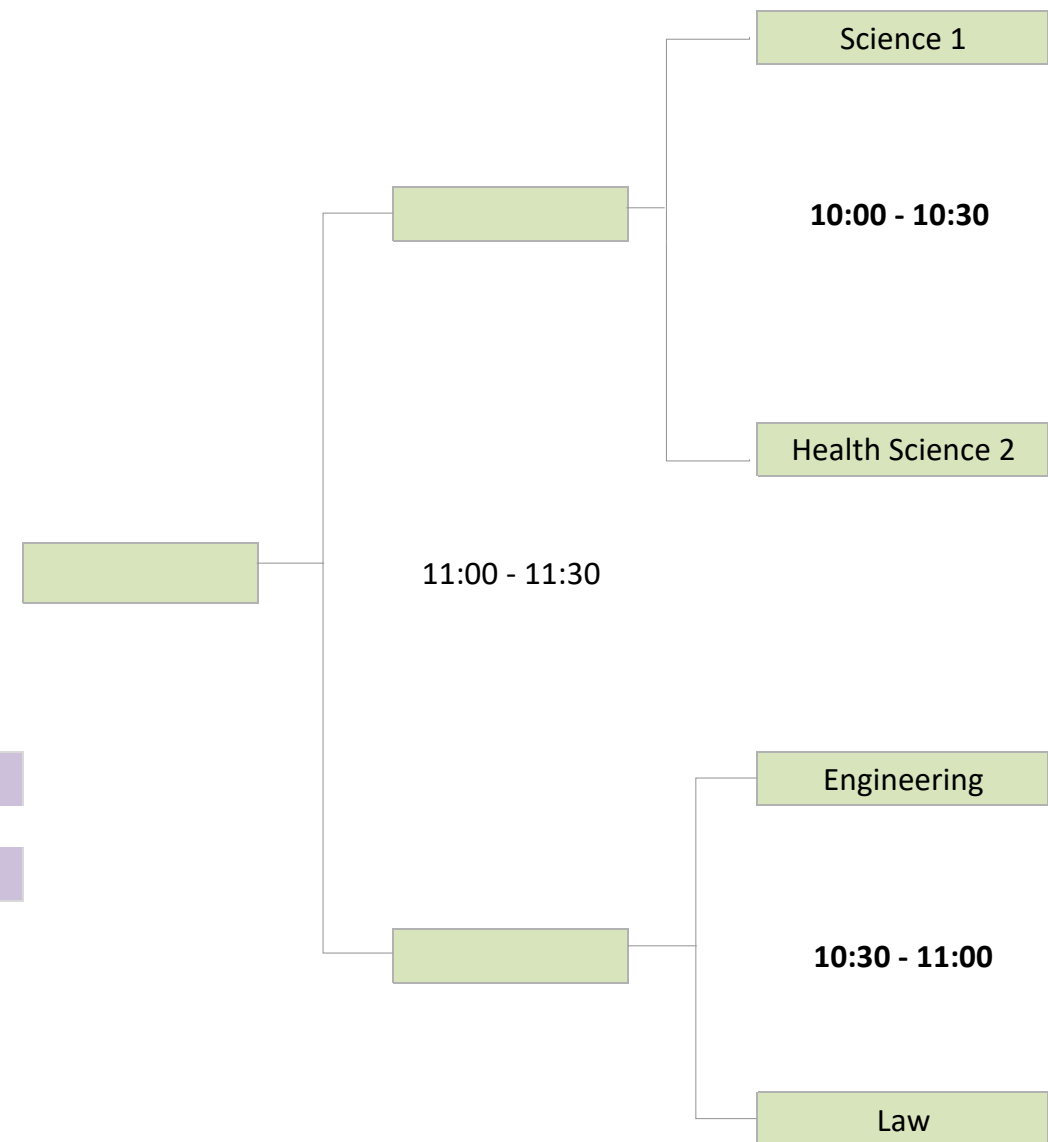 Science 1
10:00 - 10:30
Health Science 2
11:00 - 11:30
Engineering
10:30 - 11:00
Law